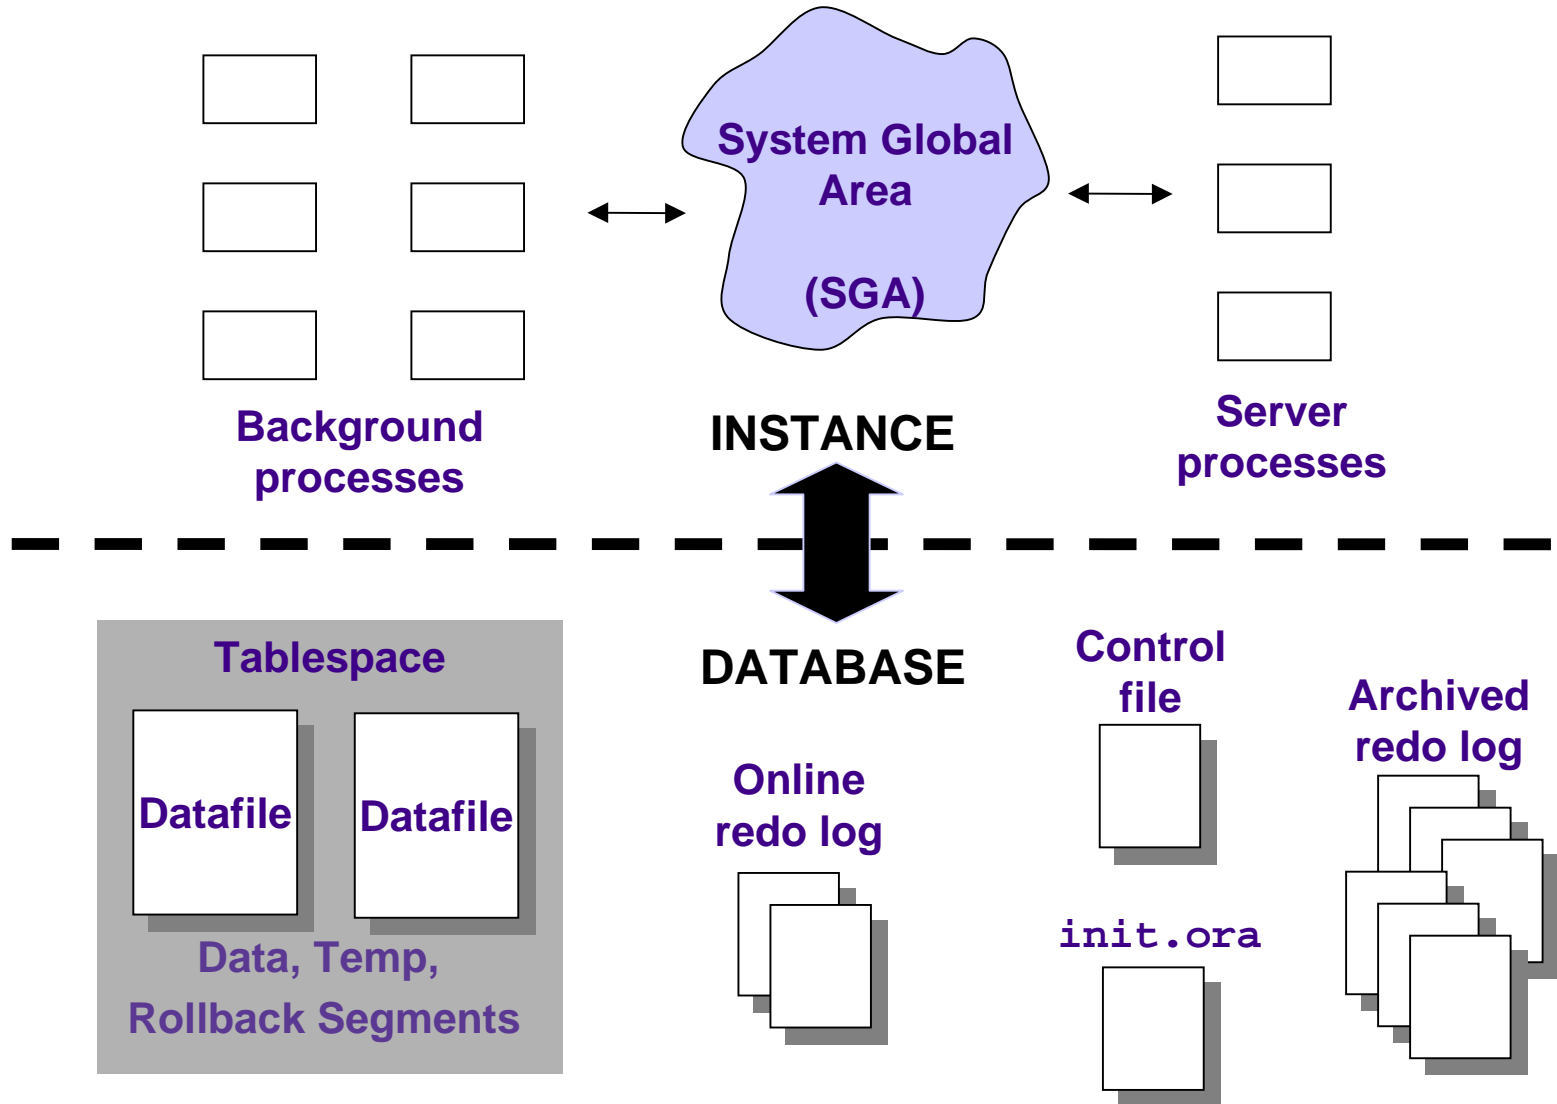 System Global
Area
(SGA)
Background
processes
INSTANCE
Server
processes
Tablespace
Datafile
Datafile
Data, Temp,
Rollback Segments
DATABASE
Online
redo log
Control
file
init.ora
Archived
redo log